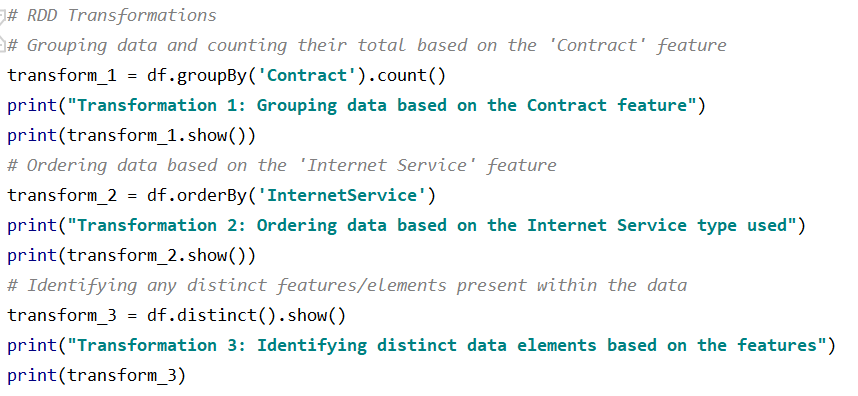 # RDD Transformations
# Grouping data and counting their total based on the 'Contract' feature
transform_1 = df.groupBy('Contract').count()
print("Transformation 1: Grouping data based on the Contract feature")
print(transform_1.show())
# Ordering data based on the 'Internet Service' feature
transform_2 = df.orderBy('InternetService')
print("Transformation 2: Ordering data based on the Internet Service type used")
print(transform_2.show())
# Identifying any distinct features/elements present within the data
transform_3 = df.distinct().show()
print("Transformation 3: Identifying distinct data elements based on the features")
print(transform_3)